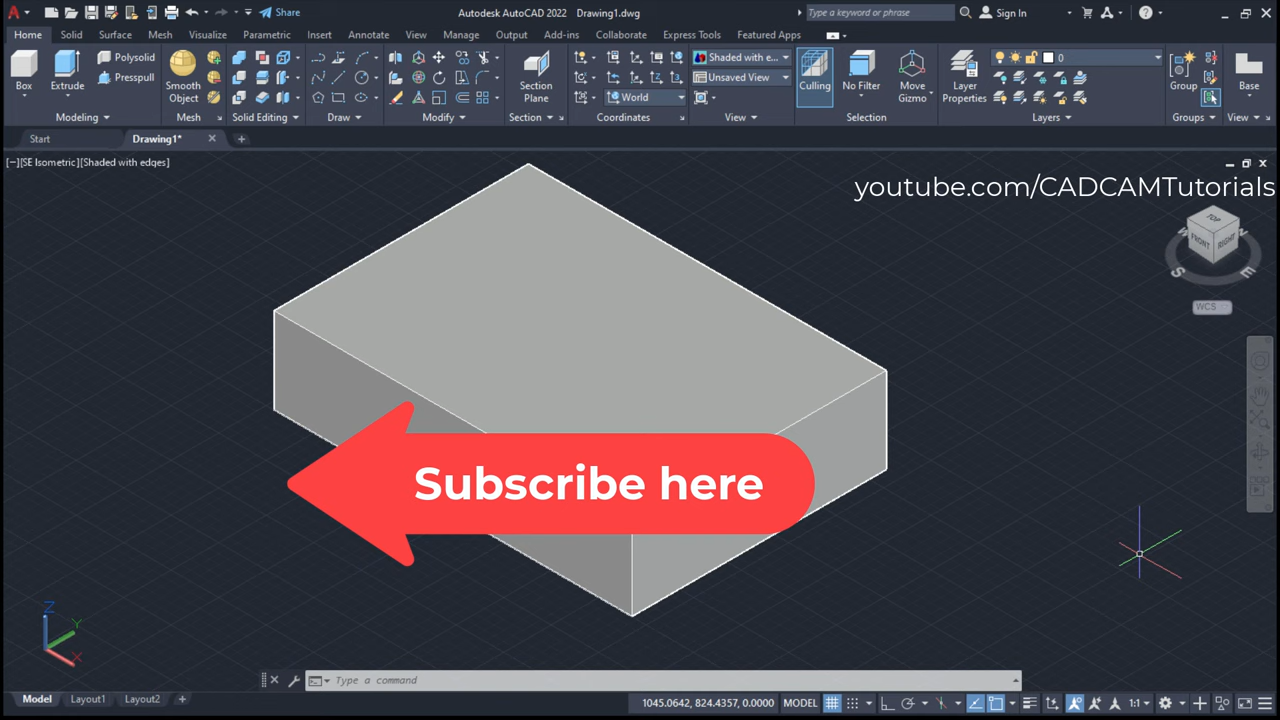 Share
Autodesk AutoCAD 2022 Drawing1.dwg
Type a keyword or phrase
Sign In
Home Solid Surface Mesh Visualize Parametric Insert Annotate View Manage Output Add-ins Collaborate Express Tools Featured Apps
Box
Extrude
Polysolid
Presspull
Smooth
Object
Section
Plane
World
Shaded with e...
Unsaved View
Culling
No Filter
Move
Gizmo
Layer
Properties
0
Group
Base
Modeling Mesh Solid Editing Draw Modify Section Coordinates View Selection Layers Groups View
Start Drawing1*
[−][SE Isometric][Shaded with edges]
youtube.com/CADCAMTutorials
TOP
FRONT RIGHT
W N
S E
WCS
Subscribe here
Z
Y
X
Type a command
Model Layout1 Layout2
1045.0642, 824.4357, 0.0000 MODEL 1:1